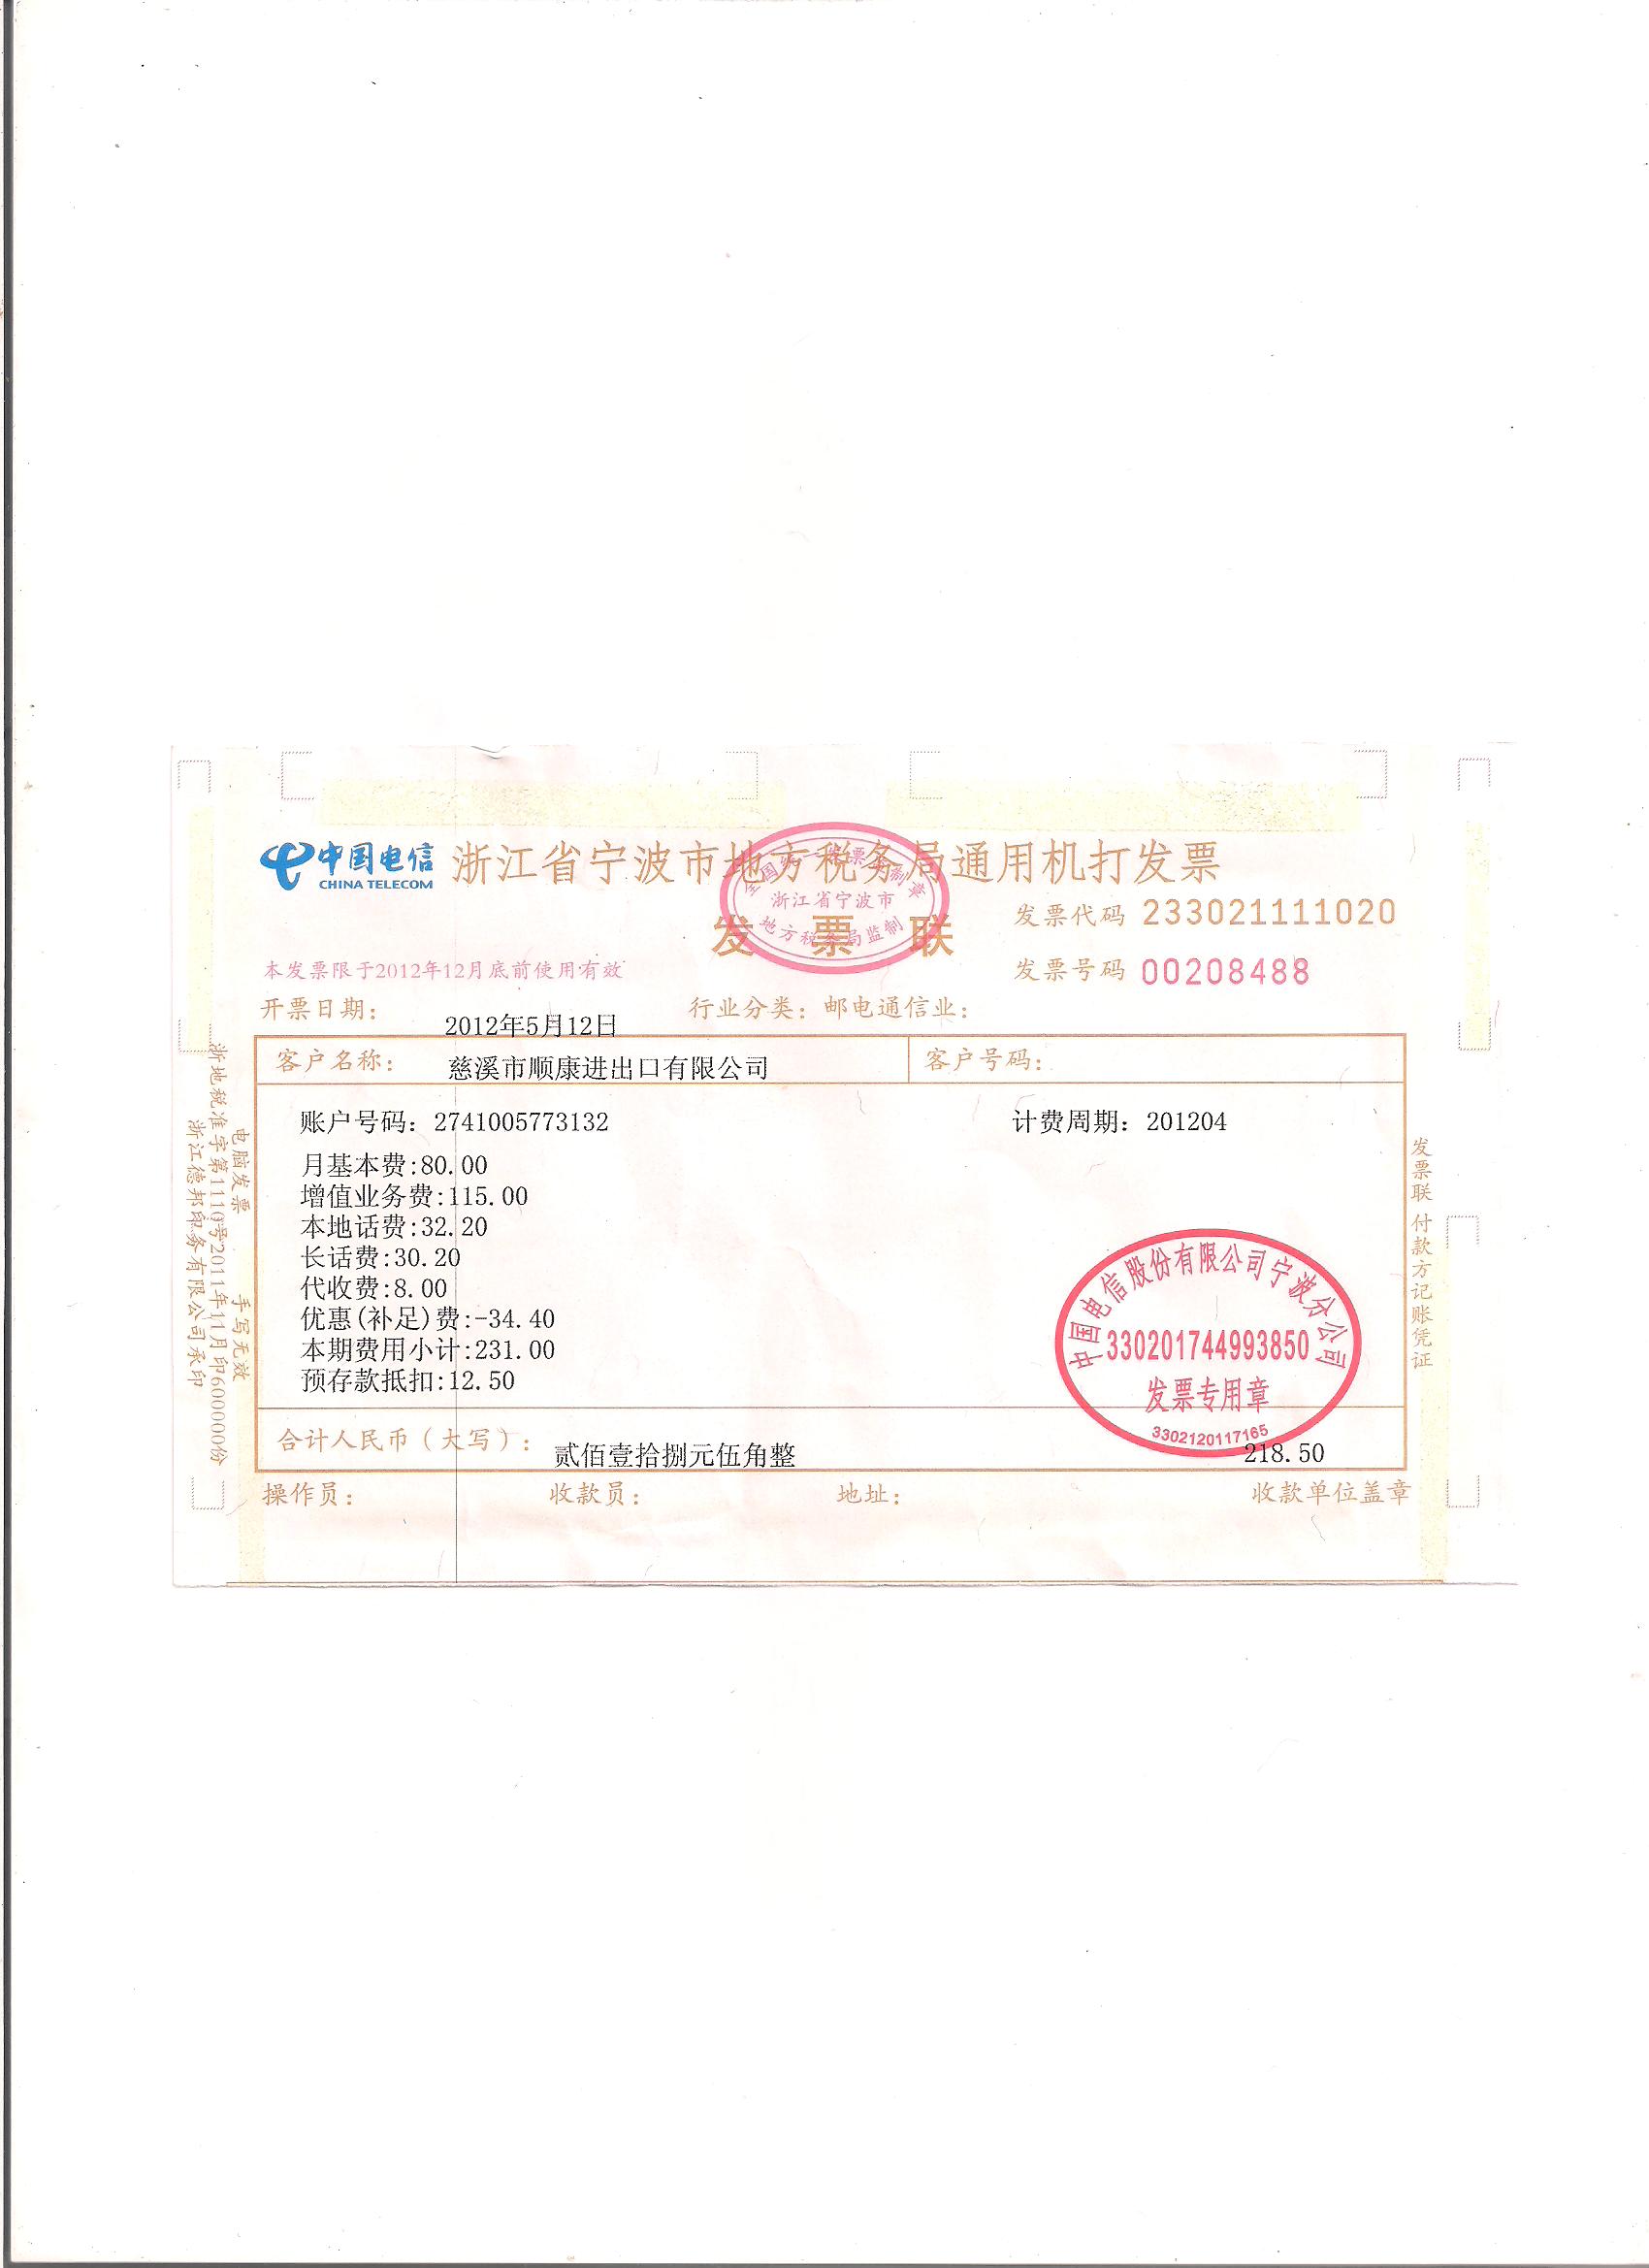 中国电信
CHINA TELECOM
浙江省宁波市地方税务局通用机打发票
发票联
全国统一发票监制章
浙江省宁波市
地方税务局监制
发票代码 233021111020
发票号码 00208488
本发票限于2012年12月底前使用有效
开票日期: 2012年5月12日 行业分类: 邮电通信业:
客户名称: 慈溪市顺康进出口有限公司 客户号码:
账户号码: 2741005773132 计费周期: 201204
月基本费:80.00
增值业务费:115.00
本地话费:32.20
长话费:30.20
代收费:8.00
优惠(补足)费:-34.40
本期费用小计:231.00
预存款抵扣:12.50
中国电信股份有限公司宁波分公司
330201744993850
发票专用章
3302120117165
合计人民币(大写): 贰佰壹拾捌元伍角整 218.50
操作员: 收款员: 地址: 收款单位盖章
电脑发票 手写无效
浙地税准字第1110号2011年11月印600000份
浙江德邦印务有限公司承印
发票联 付款方记账凭证